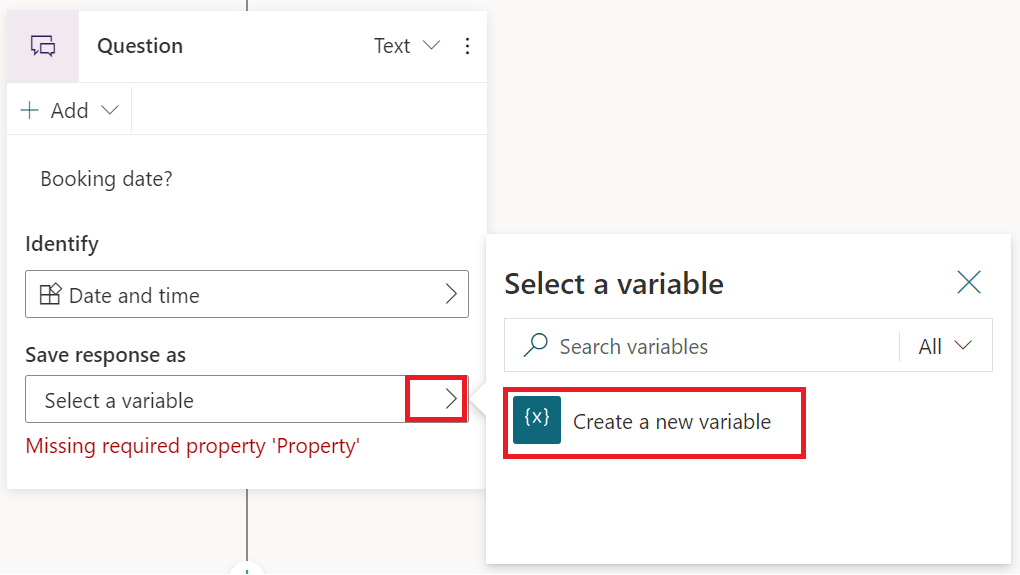 Question
Text
Add
Booking date?
Identify
Date and time
Save response as
Select a variable
Missing required property 'Property'
Select a variable
Search variables
All
{x}
Create a new variable